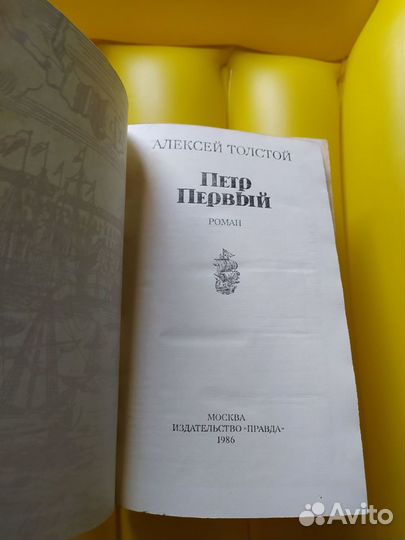 АЛЕКСЕЙ ТОЛСТОЙ
Петр
Первый
РОМАН
МОСКВА
ИЗДАТЕЛЬСТВО «ПРАВДА»
1986
Avito